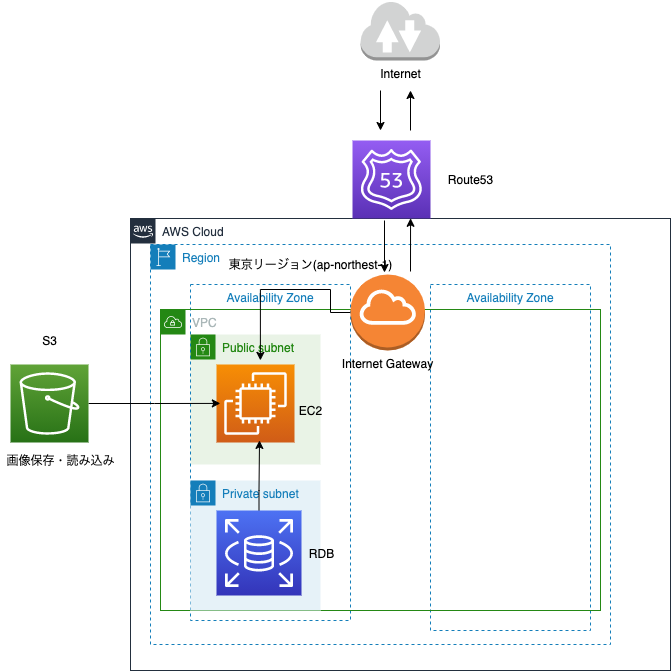 Internet
53
Route53
aws
AWS Cloud
Region
東京リージョン(ap-northest-1)
Availability Zone
Availability Zone
VPC
S3
Public subnet
Internet Gateway
EC2
画像保存・読み込み
Private subnet
RDB